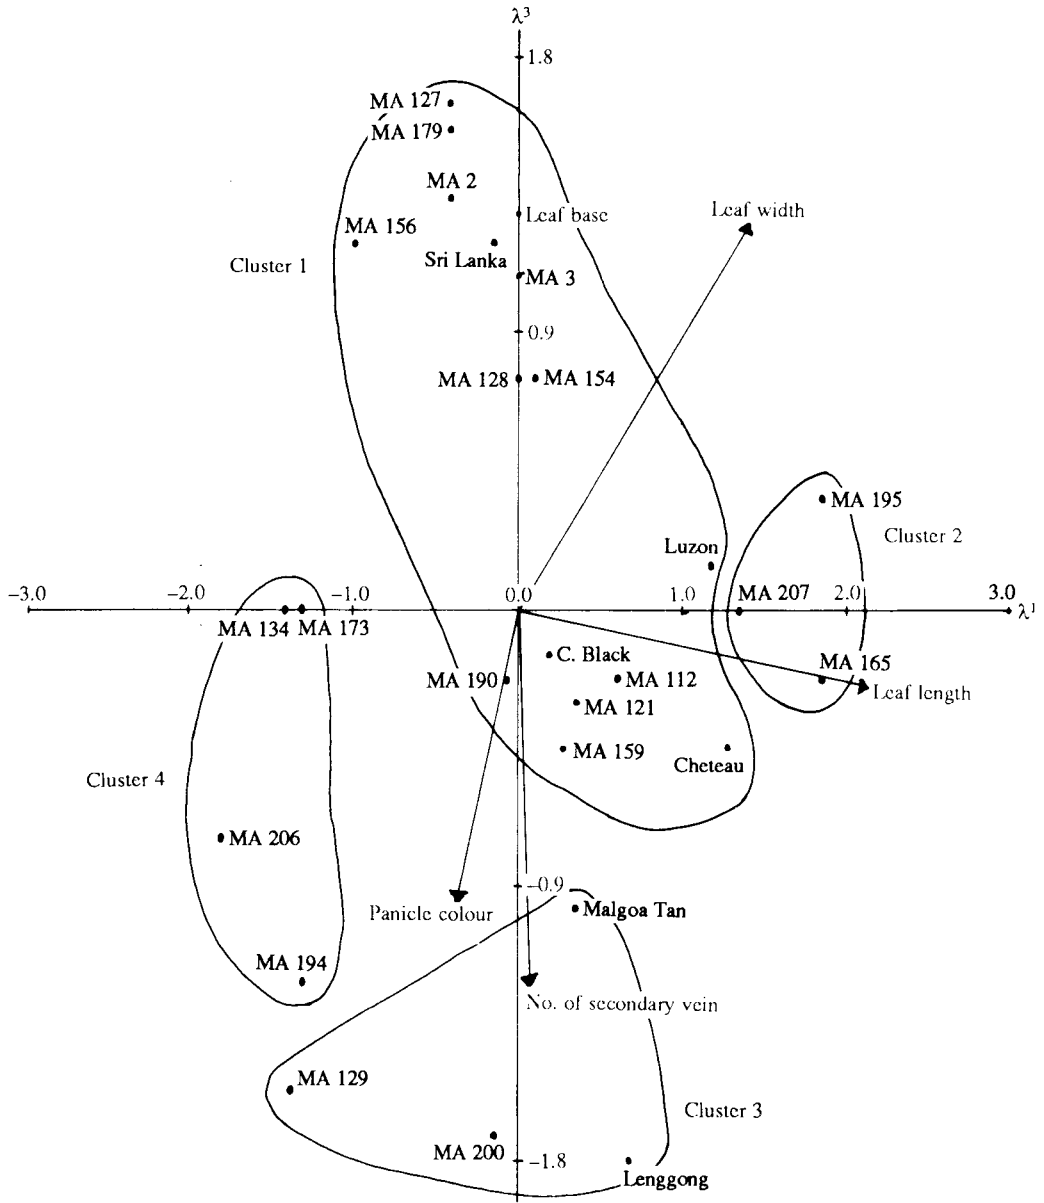 λ³
1.8
MA 127
MA 179
MA 2
Leaf base
Leaf width
MA 156
Sri Lanka
Cluster 1
MA 3
0.9
MA 128
MA 154
MA 195
Cluster 2
Luzon
-3.0
-2.0
-1.0
0.0
1.0
MA 207
2.0
3.0
λ¹
MA 134
MA 173
C. Black
MA 190
MA 112
MA 165
Leaf length
MA 121
MA 159
Cheteau
Cluster 4
MA 206
-0.9
Panicle colour
Malgoa Tan
MA 194
No. of secondary vein
MA 129
Cluster 3
MA 200
-1.8
Lenggong